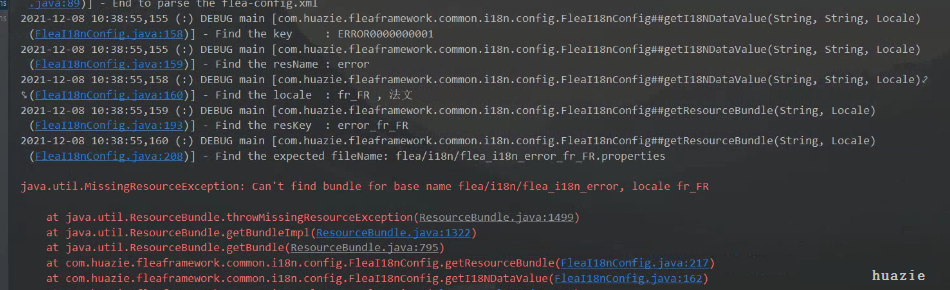 .java:89)] - End to parse the flea-config.xml
2021-12-08 10:38:55,155 (:) DEBUG main [com.huazie.fleaframework.common.i18n.config.FleaI18nConfig##getI18NDataValue(String, String, Locale)
(FleaI18nConfig.java:158)] - Find the key     : ERROR0000000001
2021-12-08 10:38:55,155 (:) DEBUG main [com.huazie.fleaframework.common.i18n.config.FleaI18nConfig##getI18NDataValue(String, String, Locale)
(FleaI18nConfig.java:159)] - Find the resName : error
2021-12-08 10:38:55,158 (:) DEBUG main [com.huazie.fleaframework.common.i18n.config.FleaI18nConfig##getI18NDataValue(String, String, Locale)
(FleaI18nConfig.java:160)] - Find the locale  : fr_FR , 法文
2021-12-08 10:38:55,159 (:) DEBUG main [com.huazie.fleaframework.common.i18n.config.FleaI18nConfig##getResourceBundle(String, Locale)
(FleaI18nConfig.java:193)] - Find the resKey  : error_fr_FR
2021-12-08 10:38:55,160 (:) DEBUG main [com.huazie.fleaframework.common.i18n.config.FleaI18nConfig##getResourceBundle(String, Locale)
(FleaI18nConfig.java:208)] - Find the expected fileName: flea/i18n/flea_i18n_error_fr_FR.properties
java.util.MissingResourceException: Can't find bundle for base name flea/i18n/flea_i18n_error, locale fr_FR
at java.util.ResourceBundle.throwMissingResourceException(ResourceBundle.java:1499)
at java.util.ResourceBundle.getBundleImpl(ResourceBundle.java:1322)
at java.util.ResourceBundle.getBundle(ResourceBundle.java:795)
at com.huazie.fleaframework.common.i18n.config.FleaI18nConfig.getResourceBundle(FleaI18nConfig.java:217)
at com.huazie.fleaframework.common.i18n.config.FleaI18nConfig.getI18NDataValue(FleaI18nConfig.java:162)
huazie